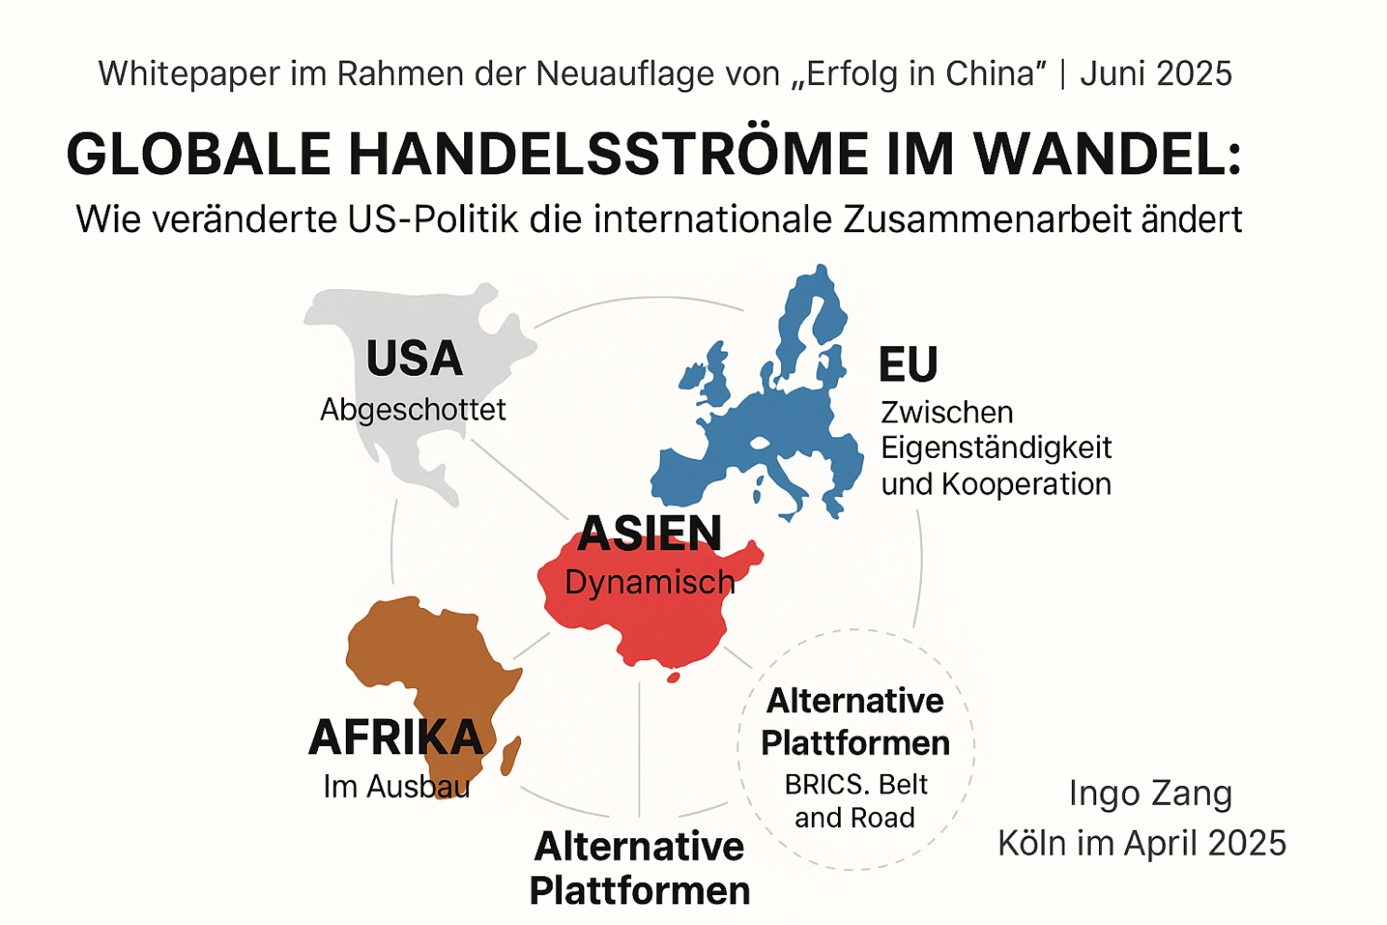 Whitepaper im Rahmen der Neuauflage von „Erfolg in China” | Juni 2025
GLOBALE HANDELSSTRÖME IM WANDEL:
Wie veränderte US-Politik die internationale Zusammenarbeit ändert
USA
Abgeschottet
EU
Zwischen
Eigenständigkeit
und Kooperation
ASIEN
Dynamisch
AFRIKA
Im Ausbau
Alternative
Plattformen
BRICS. Belt
and Road
Alternative
Plattformen
Ingo Zang
Köln im April 2025